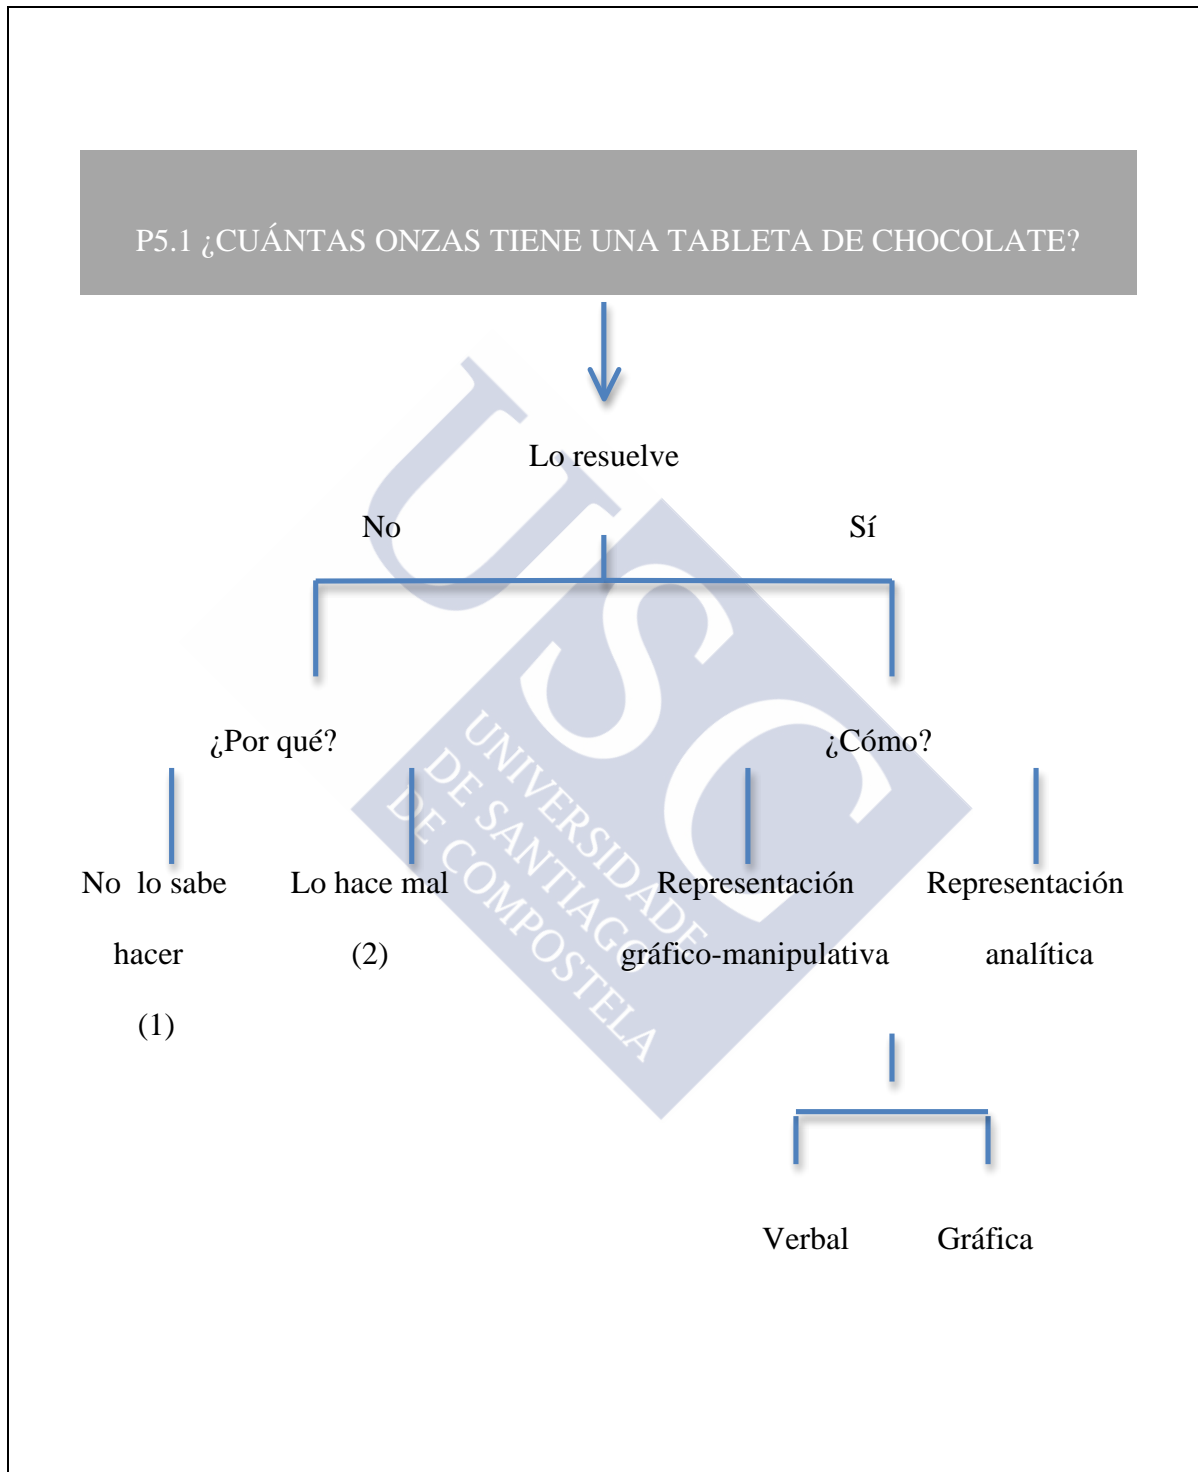 P5.1 ¿CUÁNTAS ONZAS TIENE UNA TABLETA DE CHOCOLATE?
Lo resuelve
No Sí
¿Por qué? ¿Cómo?
No lo sabe Lo hace mal Representación Representación
hacer (2) gráfico-manipulativa analítica
(1)
Verbal Gráfica
USC
UNIVERSIDADE
DE SANTIAGO
DE COMPOSTELA